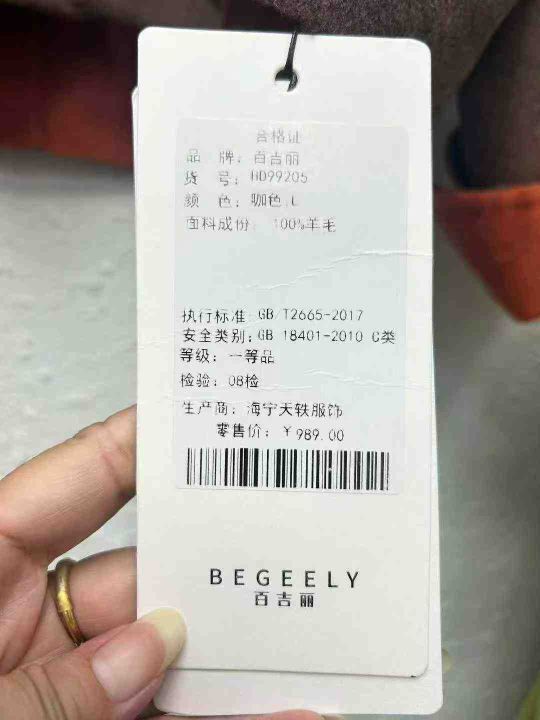 合格证
品 牌：百吉丽
货 号：HD99205
颜 色：咖色,L
面料成份：100%羊毛
执行标准：GB/T2665-2017
安全类别：GB 18401-2010 C类
等级：一等品
检验：08检
生产商：海宁天轶服饰
零售价：￥989.00
BEGEELY
百吉丽